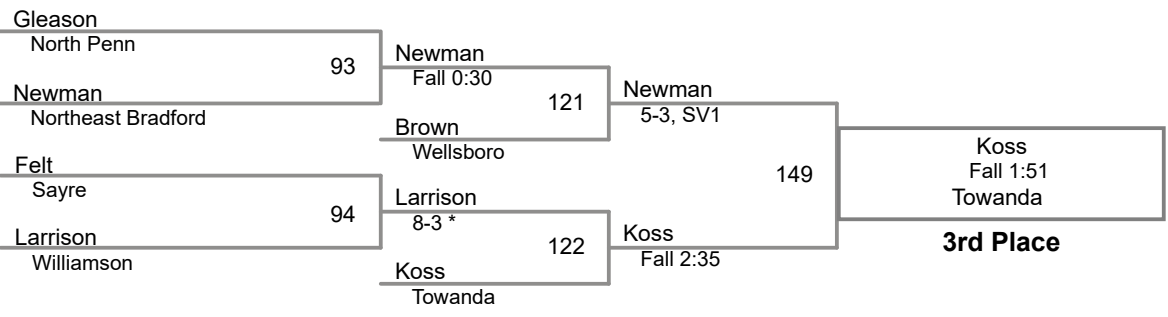 Gleason
North Penn
93
Newman
Northeast Bradford
Felt
Sayre
94
Larrison
Williamson
Newman
Fall 0:30
121
Brown
Wellsboro
Larrison
8-3 *
122
Koss
Towanda
Newman
5-3, SV1
149
Koss
Fall 2:35
Koss
Fall 1:51
Towanda
3rd Place